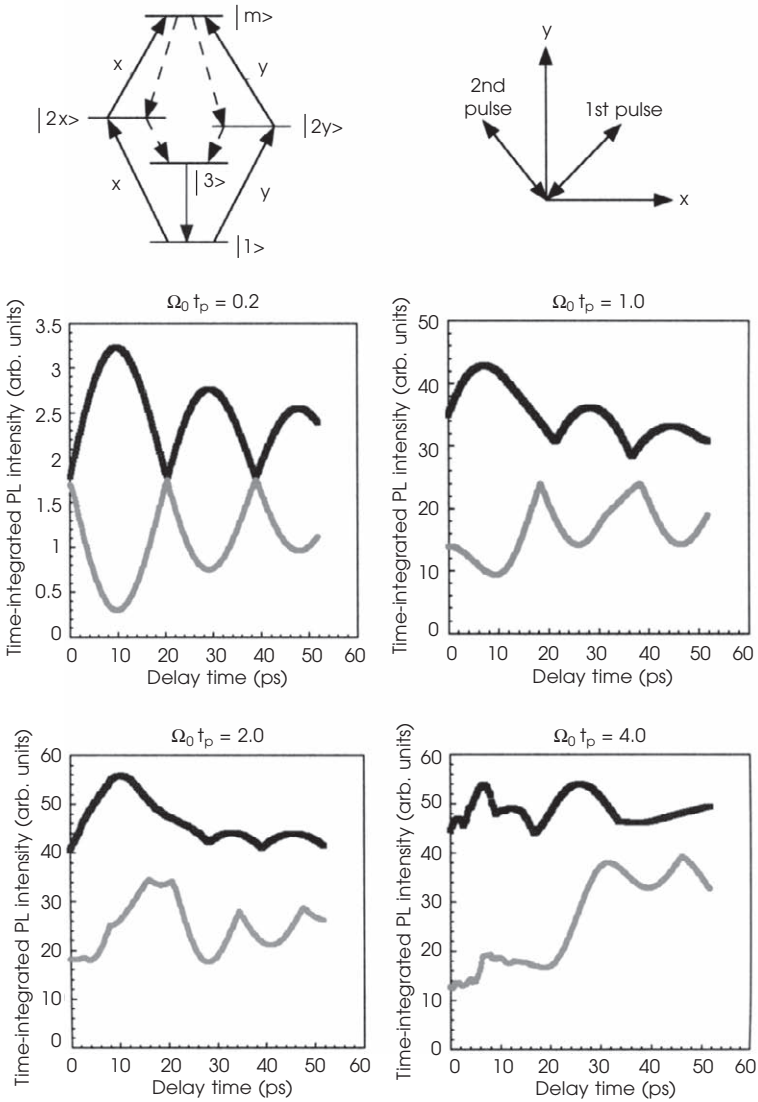 |m>
x
y
|2x>
|2y>
x
|3>
y
|1>
y
2nd
pulse
1st pulse
x
Ω₀ tₚ = 0.2
Time-integrated PL intensity (arb. units)
3.5
3
2.5
2
1.5
1
0.5
0
0 10 20 30 40 50 60
Delay time (ps)
Ω₀ tₚ = 1.0
Time-integrated PL intensity (arb. units)
50
40
30
20
10
0
0 10 20 30 40 50 60
Delay time (ps)
Ω₀ tₚ = 2.0
Time-integrated PL intensity (arb. units)
60
50
40
30
20
10
0
0 10 20 30 40 50 60
Delay time (ps)
Ω₀ tₚ = 4.0
Time-integrated PL intensity (arb. units)
60
50
40
30
20
10
0
0 10 20 30 40 50 60
Delay time (ps)